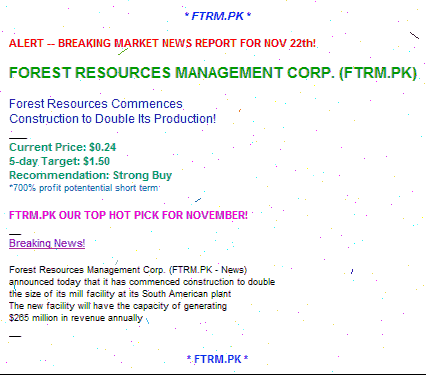 * FTRM.PK *
ALERT -- BREAKING MARKET NEWS REPORT FOR NOV 22th!
FOREST RESOURCES MANAGEMENT CORP. (FTRM.PK)
Forest Resources Commences
Construction to Double Its Production!
Current Price: $0.24
5-day Target: $1.50
Recommendation: Strong Buy
*700% profit potentential short term
FTRM.PK OUR TOP HOT PICK FOR NOVEMBER!
Breaking News!
Forest Resources Management Corp. (FTRM.PK - News)
announced today that it has commenced construction to double
the size of its mill facility at its South American plant
The new facility will have the capacity of generating
$265 million in revenue annually
* FTRM.PK *